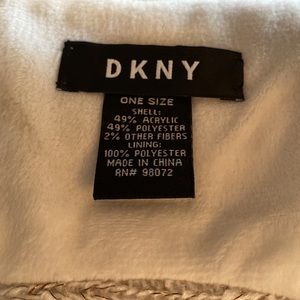 DKNY
ONE SIZE
SHELL:
49% ACRYLIC
49% POLYESTER
2% OTHER FIBERS
LINING:
100% POLYESTER
MADE IN CHINA
RN# 98072